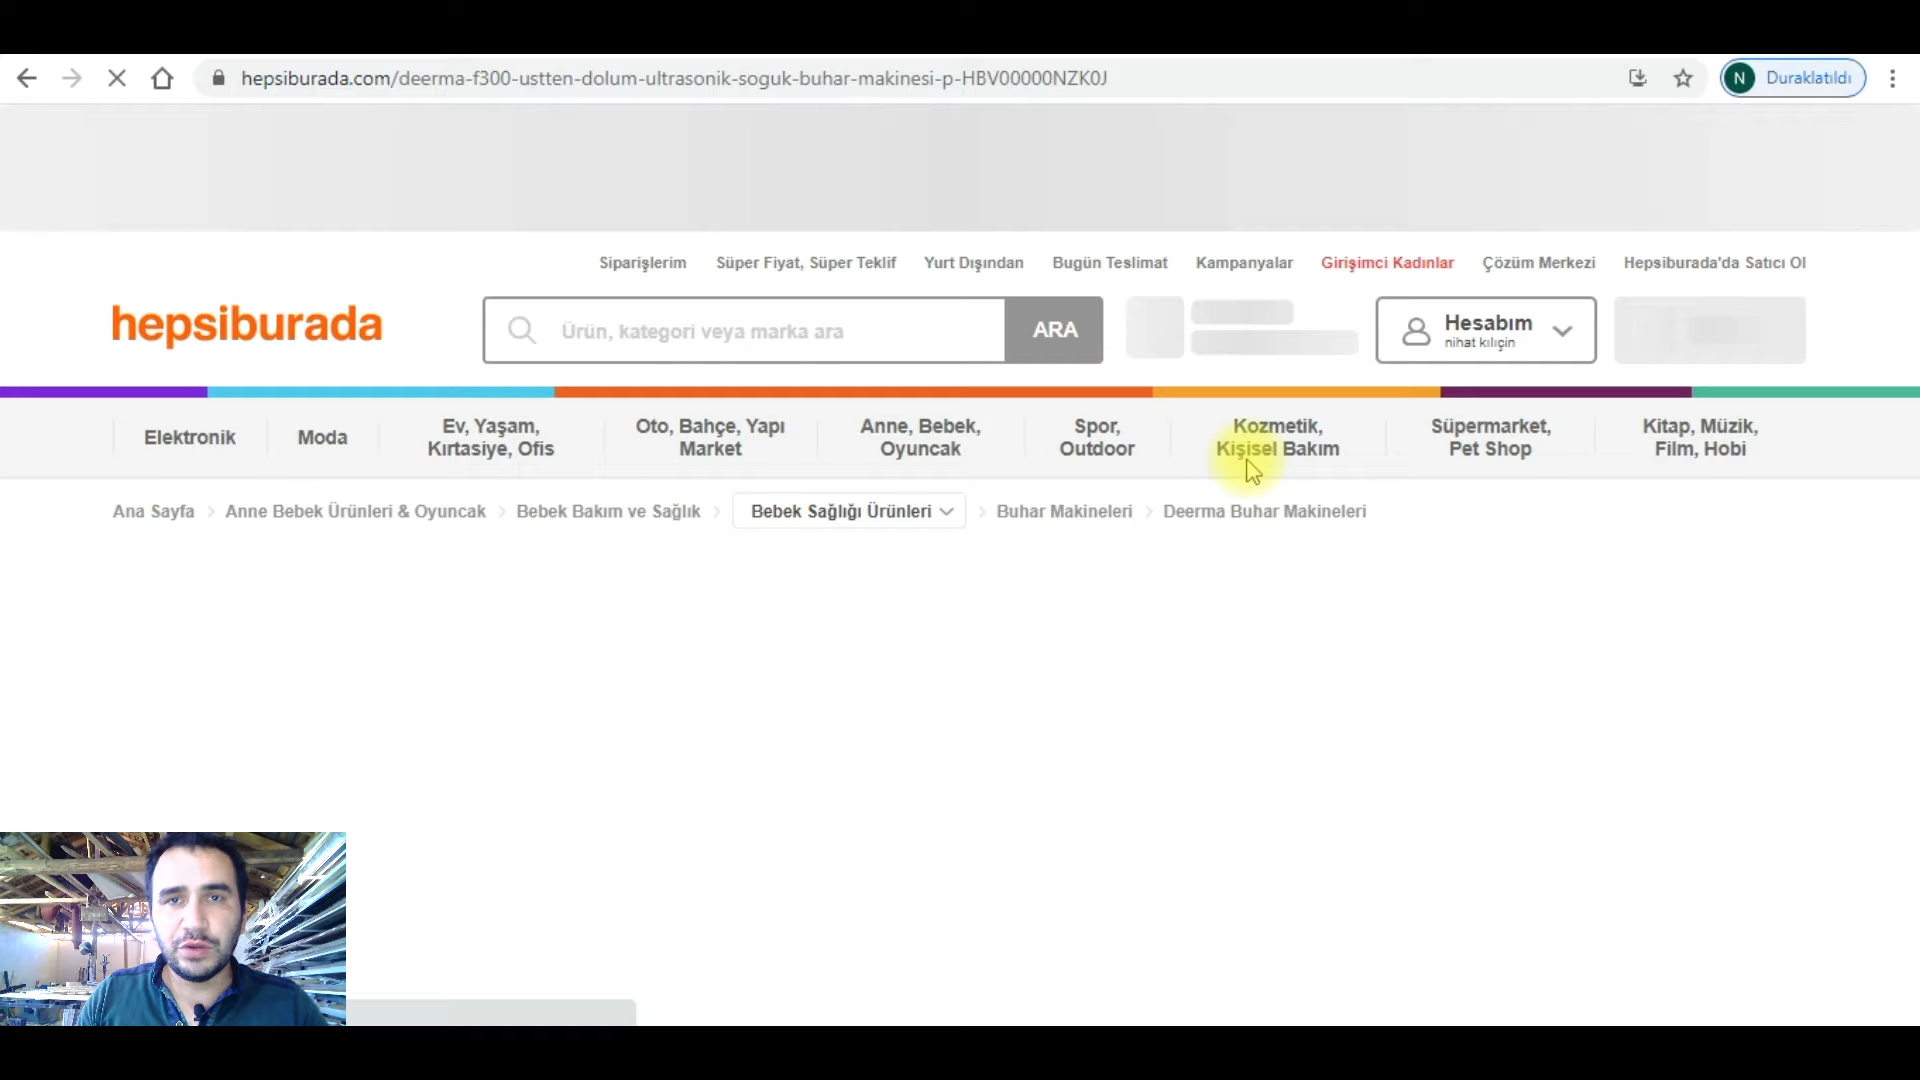 hepsiburada.com/deerma-f300-ustten-dolum-ultrasonik-soguk-buhar-makinesi-p-HBV00000NZK0J
N Duraklatıldı
Siparişlerim Süper Fiyat, Süper Teklif Yurt Dışından Bugün Teslimat Kampanyalar Girişimci Kadınlar Çözüm Merkezi Hepsiburada'da Satıcı Ol
hepsiburada
Ürün, kategori veya marka ara
ARA
Hesabım
nihat kılıçin
Elektronik
Moda
Ev, Yaşam,
Kırtasiye, Ofis
Oto, Bahçe, Yapı
Market
Anne, Bebek,
Oyuncak
Spor,
Outdoor
Kozmetik,
Kişisel Bakım
Süpermarket,
Pet Shop
Kitap, Müzik,
Film, Hobi
Ana Sayfa > Anne Bebek Ürünleri & Oyuncak > Bebek Bakım ve Sağlık > Bebek Sağlığı Ürünleri > Buhar Makineleri > Deerma Buhar Makineleri